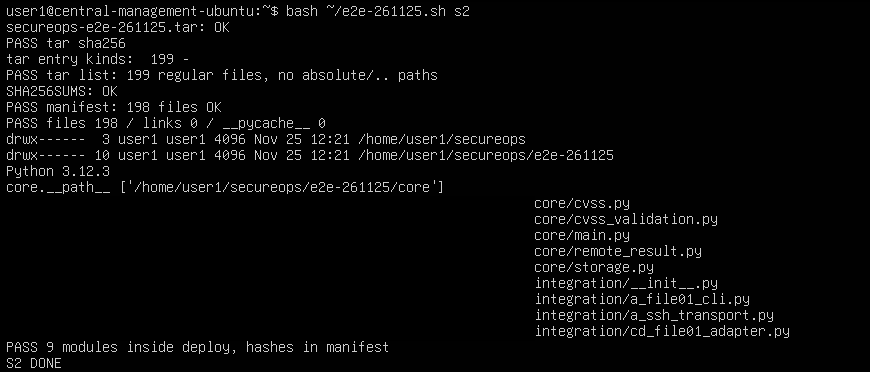 user1@central-management-ubuntu:~$ bash ~/e2e-261125.sh s2
secureops-e2e-261125.tar: OK
PASS tar sha256
tar entry kinds:  199 -
PASS tar list: 199 regular files, no absolute/.. paths
SHA256SUMS: OK
PASS manifest: 198 files OK
PASS files 198 / links 0 / __pycache__ 0
drwx------  3 user1 user1 4096 Nov 25 12:21 /home/user1/secureops
drwx------ 10 user1 user1 4096 Nov 25 12:21 /home/user1/secureops/e2e-261125
Python 3.12.3
core.__path__ ['/home/user1/secureops/e2e-261125/core']
core/cvss.py
core/cvss_validation.py
core/main.py
core/remote_result.py
core/storage.py
integration/__init__.py
integration/a_file01_cli.py
integration/a_ssh_transport.py
integration/cd_file01_adapter.py
PASS 9 modules inside deploy, hashes in manifest
S2 DONE